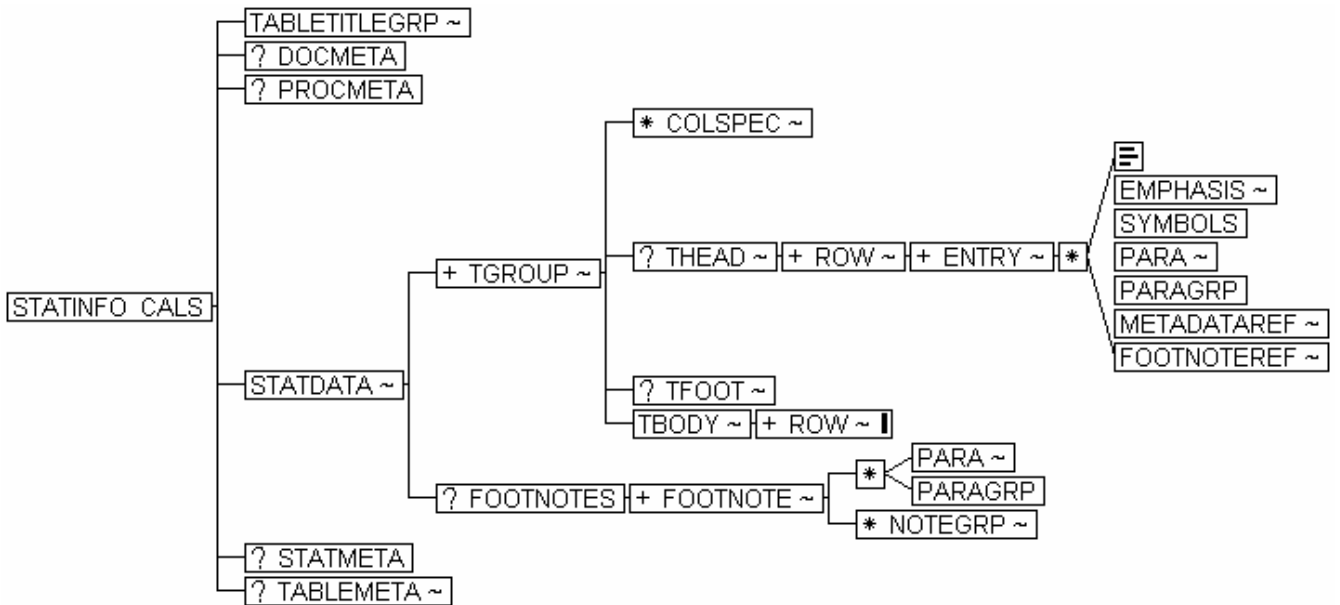 TABLETITLEGRP ~
? DOCMETA
? PROCMETA
* COLSPEC ~
EMPHASIS ~
SYMBOLS
? THEAD ~ + ROW ~ + ENTRY ~ * PARA ~
+ TGROUP ~
PARAGRP
STATINFO CALS
METADATAREF ~
FOOTNOTEREF ~
STATDATA ~
? TFOOT ~
TBODY ~ + ROW ~
PARA ~
*
? FOOTNOTES + FOOTNOTE ~
PARAGRP
* NOTEGRP ~
? STATMETA
? TABLEMETA ~